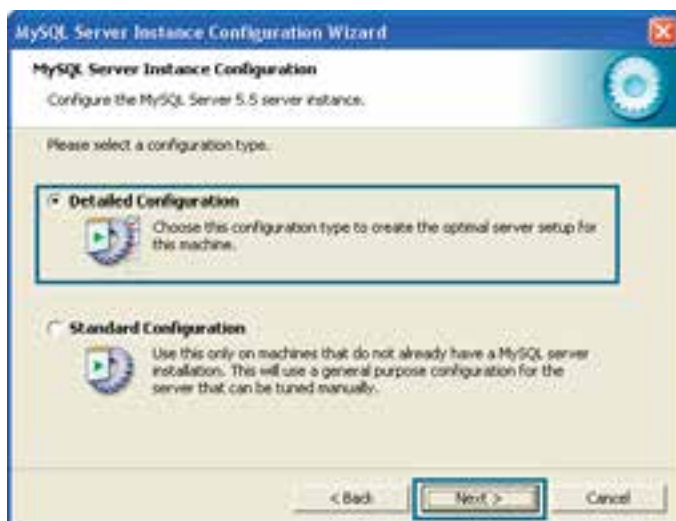 MySQL Server Instance Configuration Wizard
MySQL Server Instance Configuration
Configure the MySQL Server 5.5 server instance.
Please select a configuration type.
Detailed Configuration
Choose this configuration type to create the optimal server setup for
this machine.
Standard Configuration
Use this only on machines that do not already have a MySQL server
installation. This will use a general purpose configuration for the
server that can be tuned manually.
< Back
Next >
Cancel